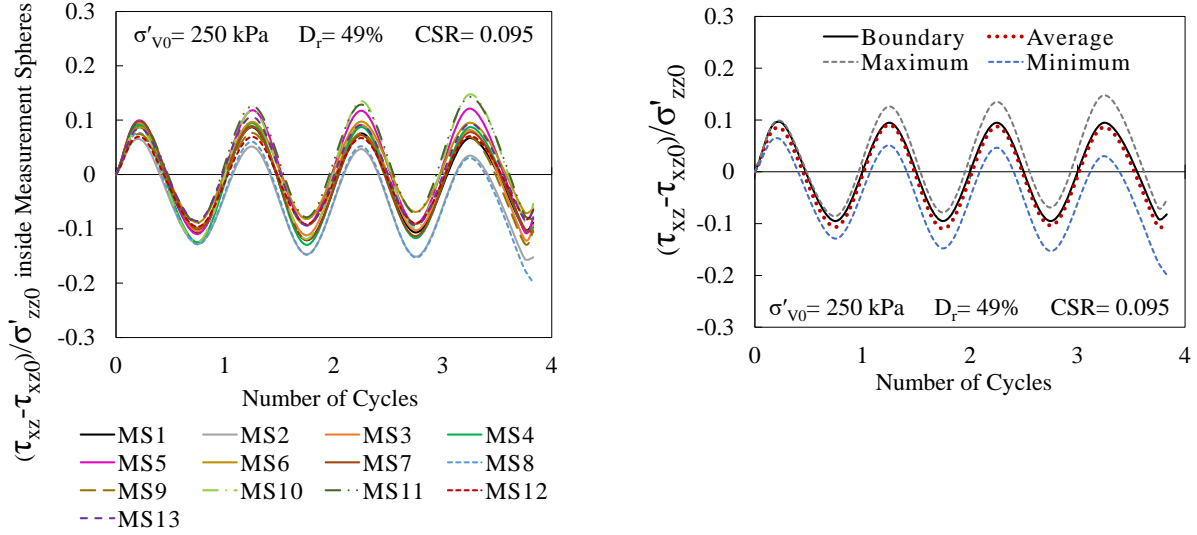 (τxz-τxz0)/σ'zz0 inside Measurement Spheres
0.3
0.2
0.1
0
-0.1
-0.2
-0.3
σ'V0= 250 kPa Dr= 49% CSR= 0.095
0 1 2 3 4
Number of Cycles
MS1 MS2 MS3 MS4
MS5 MS6 MS7 MS8
MS9 MS10 MS11 MS12
MS13
(τxz-τxz0)/σ'zz0
0.3
0.2
0.1
0
-0.1
-0.2
-0.3
Boundary Average
Maximum Minimum
σ'V0= 250 kPa Dr= 49% CSR= 0.095
0 1 2 3 4
Number of Cycles